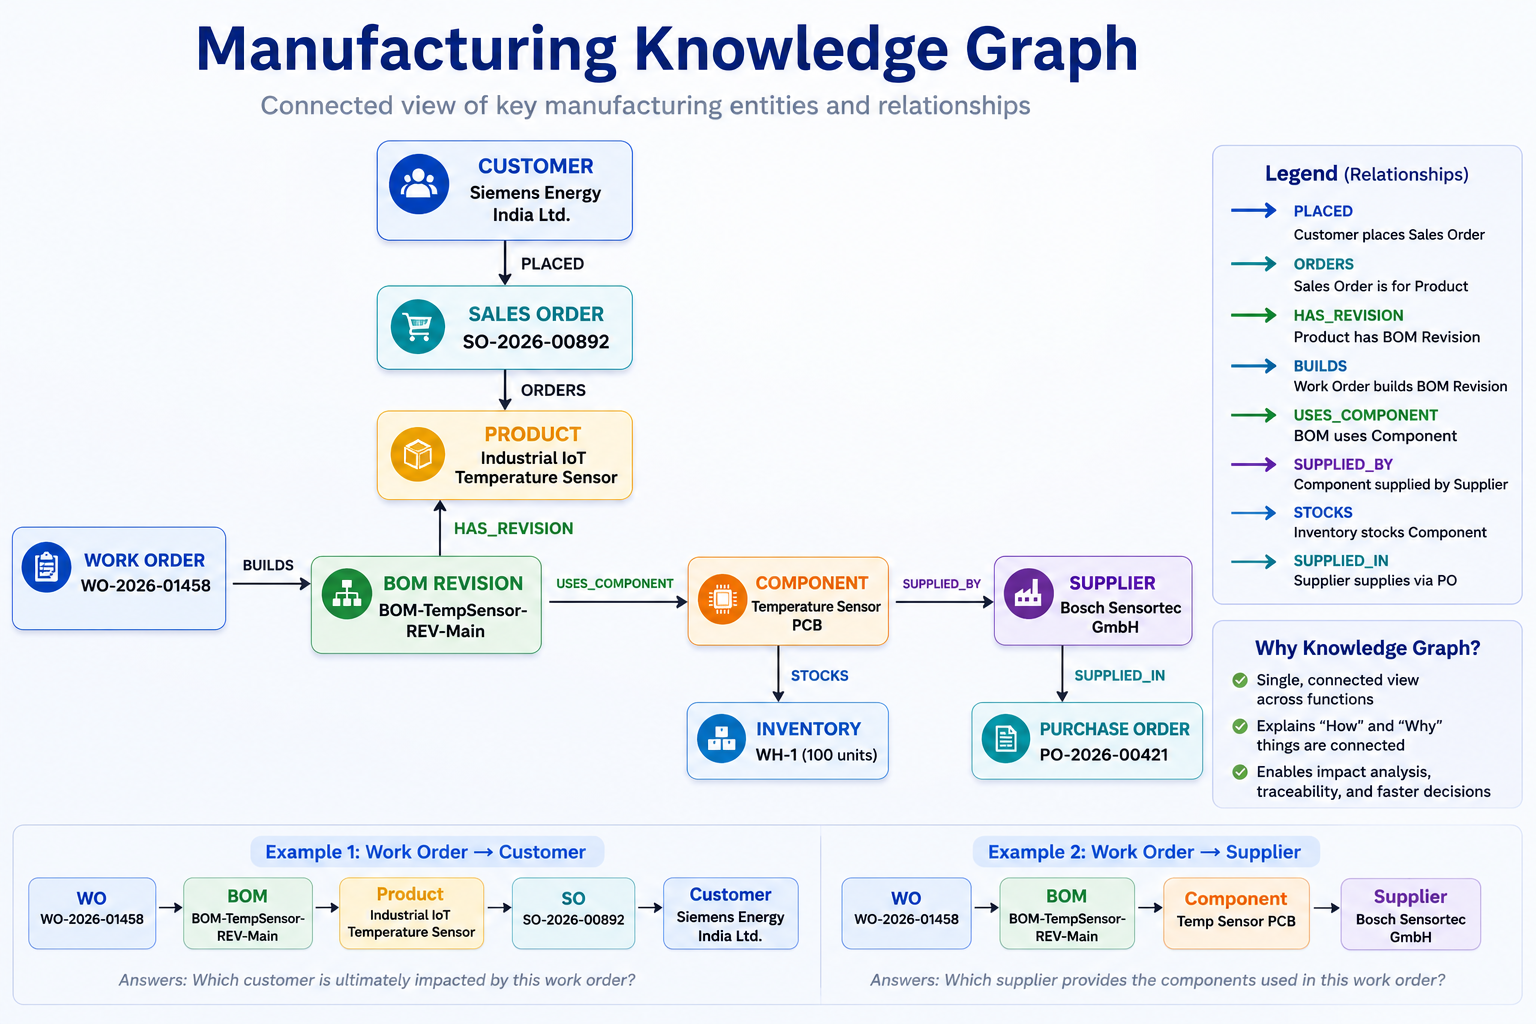 Manufacturing Knowledge Graph
Connected view of key manufacturing entities and relationships
CUSTOMER
Siemens Energy
India Ltd.
PLACED
SALES ORDER
SO-2026-00892
ORDERS
PRODUCT
Industrial IoT
Temperature Sensor
HAS_REVISION
WORK ORDER
WO-2026-01458
BUILDS
BOM REVISION
BOM-TempSensor-
REV-Main
USES_COMPONENT
COMPONENT
Temperature Sensor
PCB
SUPPLIED_BY
SUPPLIER
Bosch Sensortec
GmbH
STOCKS
SUPPLIED_IN
INVENTORY
WH-1 (100 units)
PURCHASE ORDER
PO-2026-00421
Legend (Relationships)
PLACED
Customer places Sales Order
ORDERS
Sales Order is for Product
HAS_REVISION
Product has BOM Revision
BUILDS
Work Order builds BOM Revision
USES_COMPONENT
BOM uses Component
SUPPLIED_BY
Component supplied by Supplier
STOCKS
Inventory stocks Component
SUPPLIED_IN
Supplier supplies via PO
Why Knowledge Graph?
Single, connected view
across functions
Explains “How” and “Why”
things are connected
Enables impact analysis,
traceability, and faster decisions
Example 1: Work Order → Customer
WO
WO-2026-01458
BOM
BOM-TempSensor-
REV-Main
Product
Industrial IoT
Temperature Sensor
SO
SO-2026-00892
Customer
Siemens Energy
India Ltd.
Answers: Which customer is ultimately impacted by this work order?
Example 2: Work Order → Supplier
WO
WO-2026-01458
BOM
BOM-TempSensor-
REV-Main
Component
Temp Sensor PCB
Supplier
Bosch Sensortec
GmbH
Answers: Which supplier provides the components used in this work order?